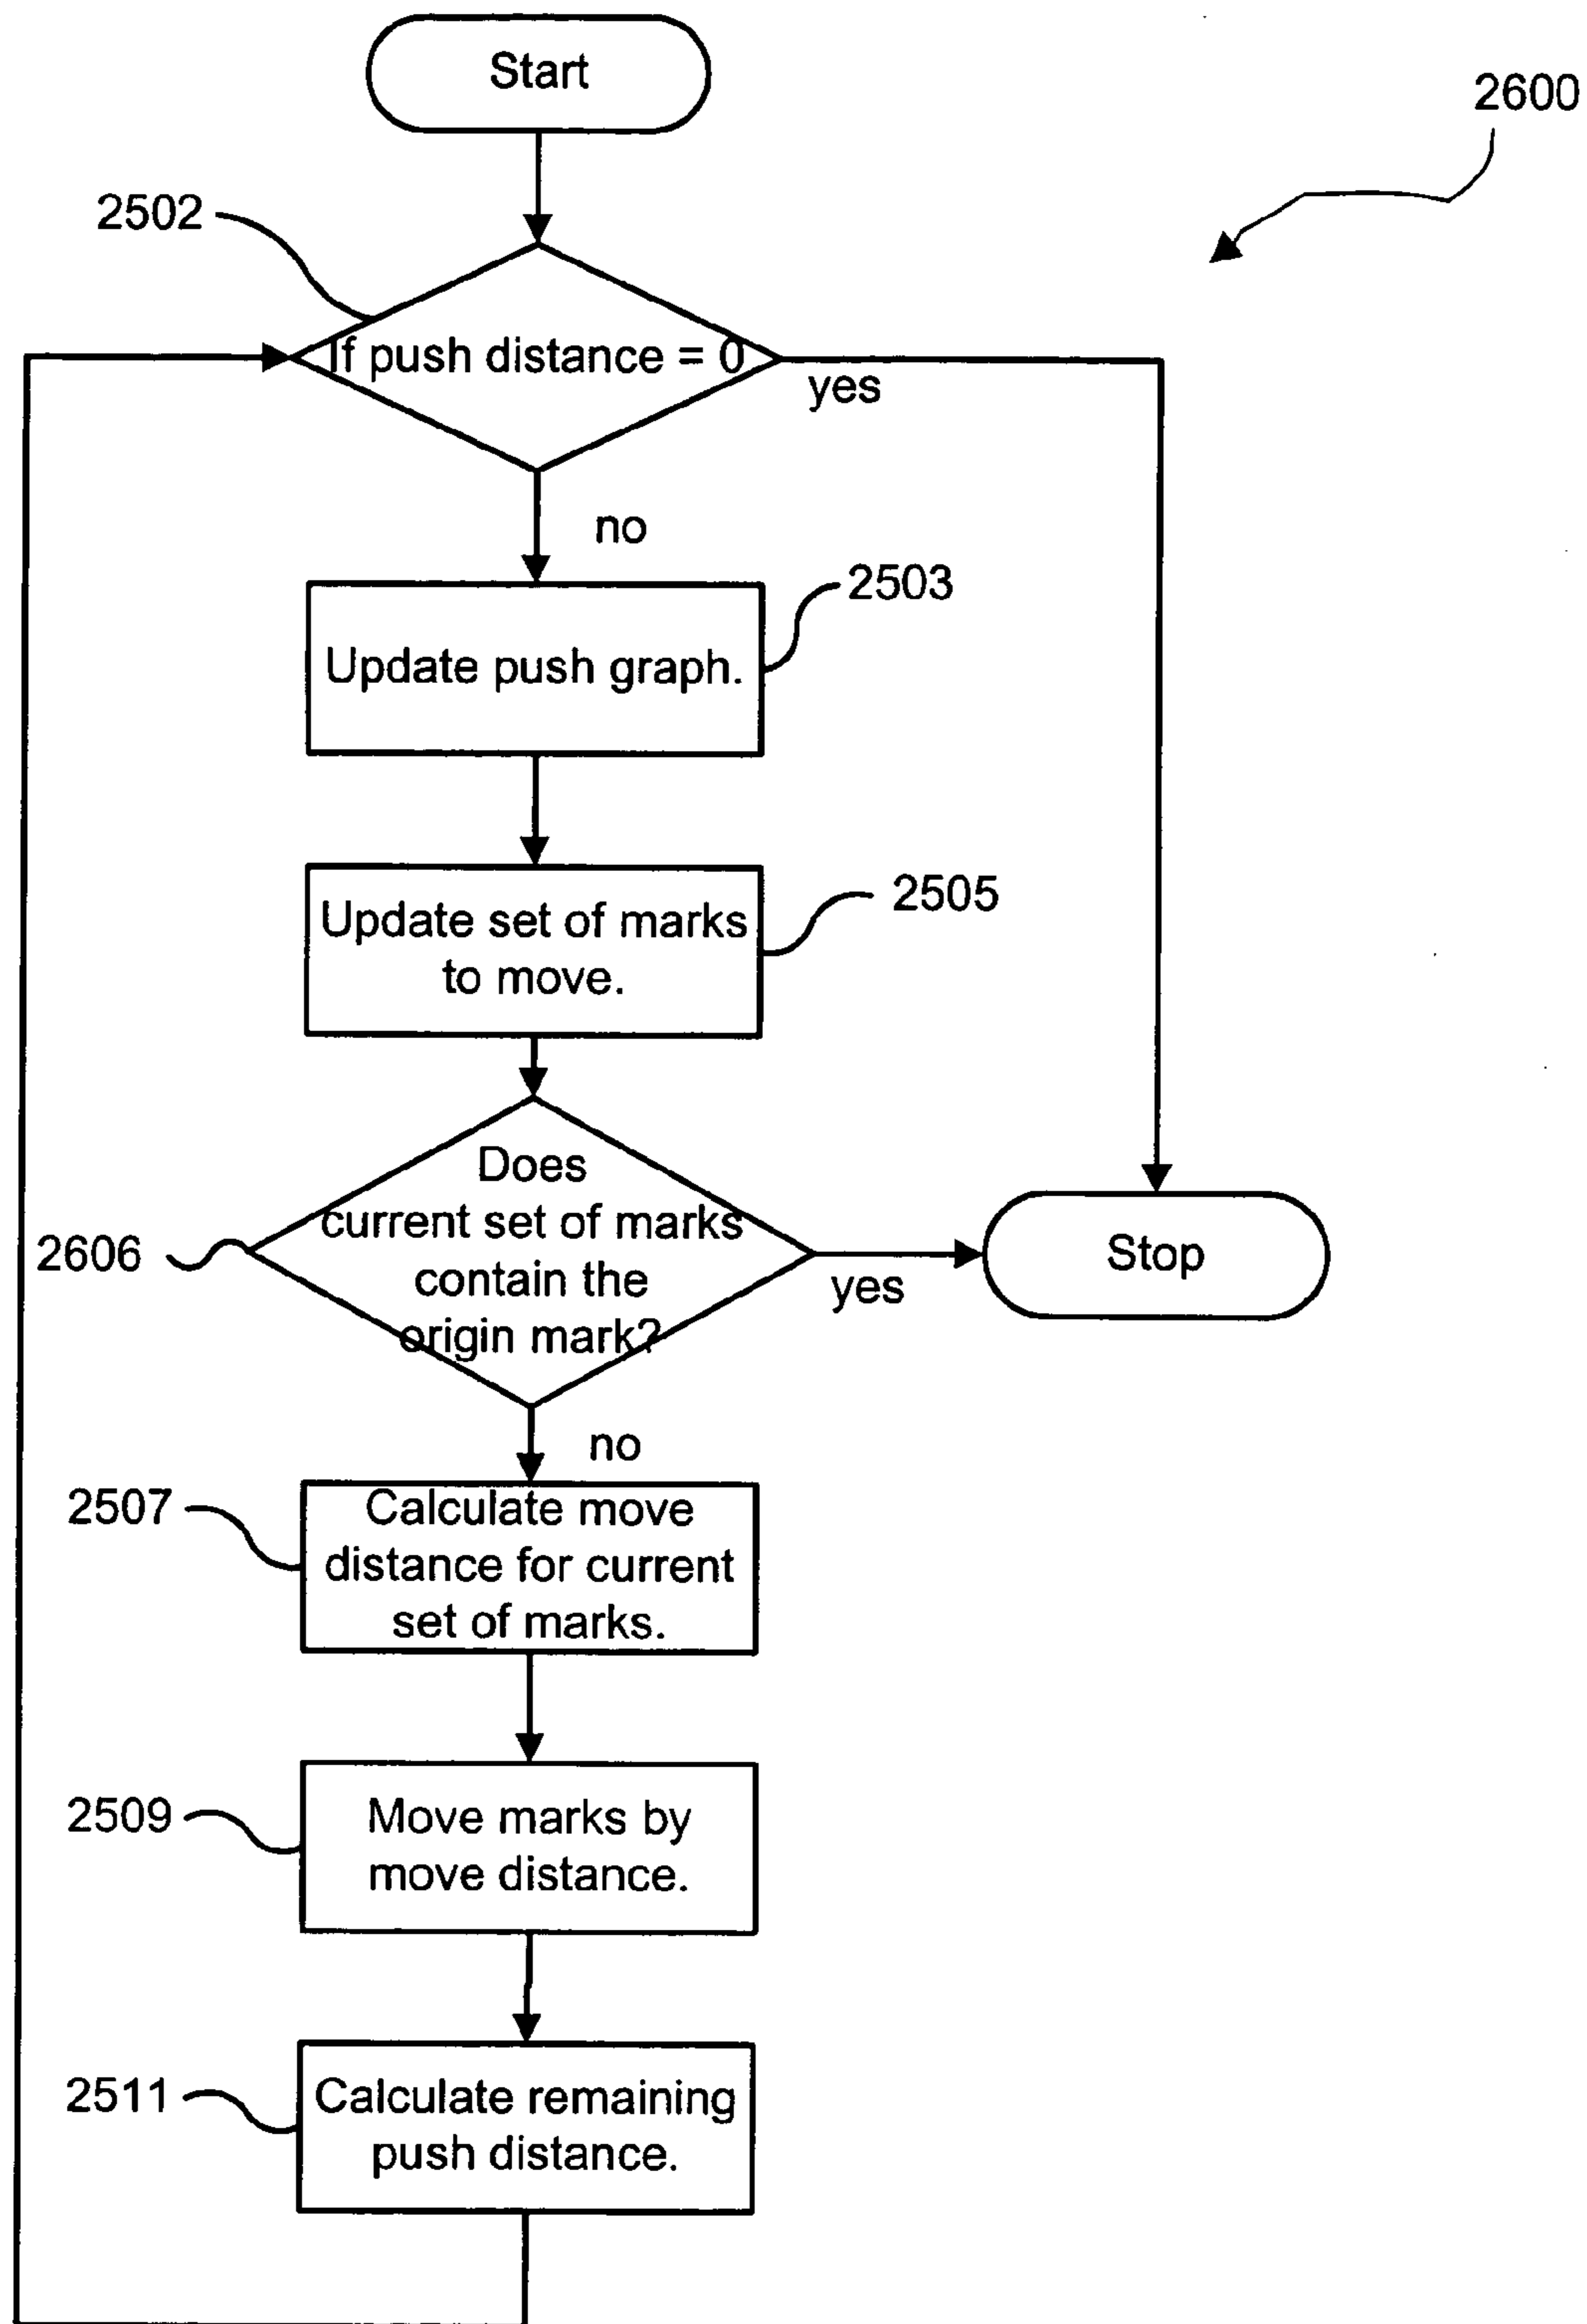 Start
2600
2502
If push distance = 0
yes
no
2503
Update push graph.
2505
Update set of marks
to move.
Does
current set of marks
contain the
origin mark?
2606
yes
Stop
no
2507
Calculate move
distance for current
set of marks.
2509
Move marks by
move distance.
2511
Calculate remaining
push distance.